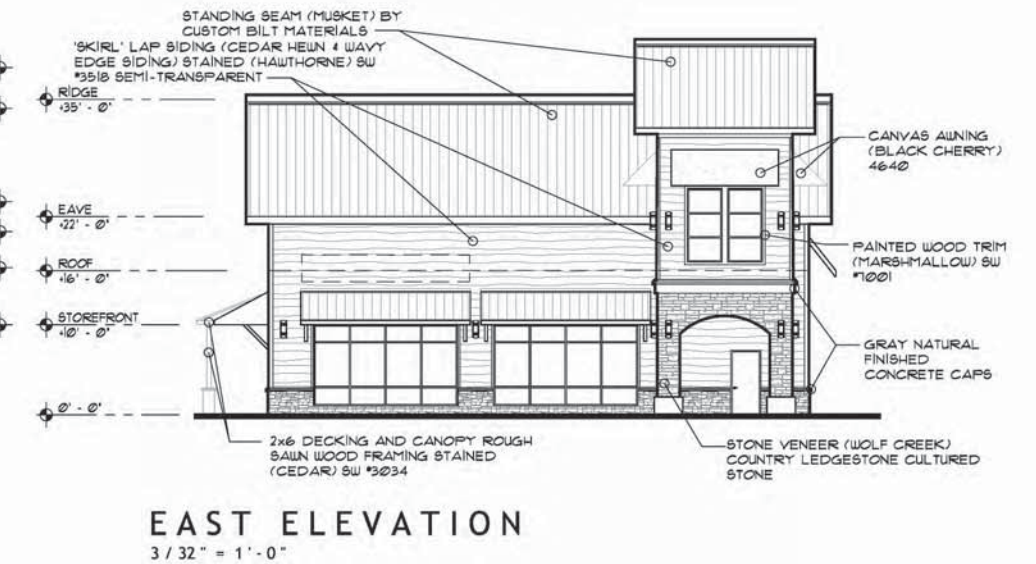 STANDING SEAM (MUSKET) BY
CUSTOM BILT MATERIALS
'SKIRL' LAP SIDING (CEDAR HEWN & WAVY
EDGE SIDING) STAINED (HAWTHORNE) SW
#3518 SEMI-TRANSPARENT
RIDGE
+35' - 0"
CANVAS AWNING
(BLACK CHERRY)
4640
EAVE
+22' - 0"
PAINTED WOOD TRIM
(MARSHMALLOW) SW
#7001
ROOF
+16' - 0"
STOREFRONT
+10' - 0"
GRAY NATURAL
FINISHED
CONCRETE CAPS
0' - 0"
2x6 DECKING AND CANOPY ROUGH
SAWN WOOD FRAMING STAINED
(CEDAR) SW #3034
STONE VENEER (WOLF CREEK)
COUNTRY LEDGESTONE CULTURED
STONE
EAST ELEVATION
3/32" = 1'-0"